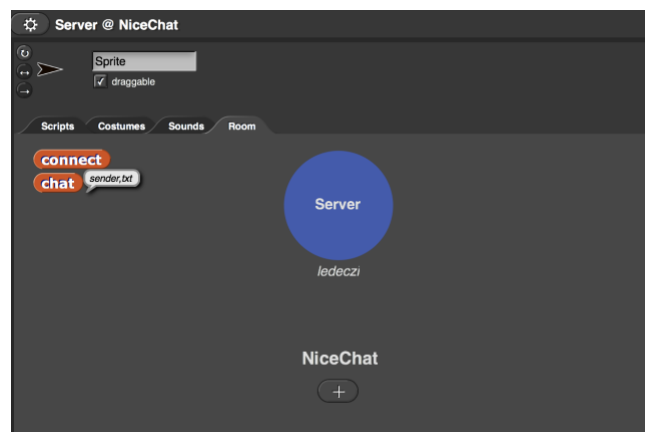 Server @ NiceChat
Sprite
draggable
Scripts Costumes Sounds Room
connect
chat sender,txt
Server
ledeczi
NiceChat
+